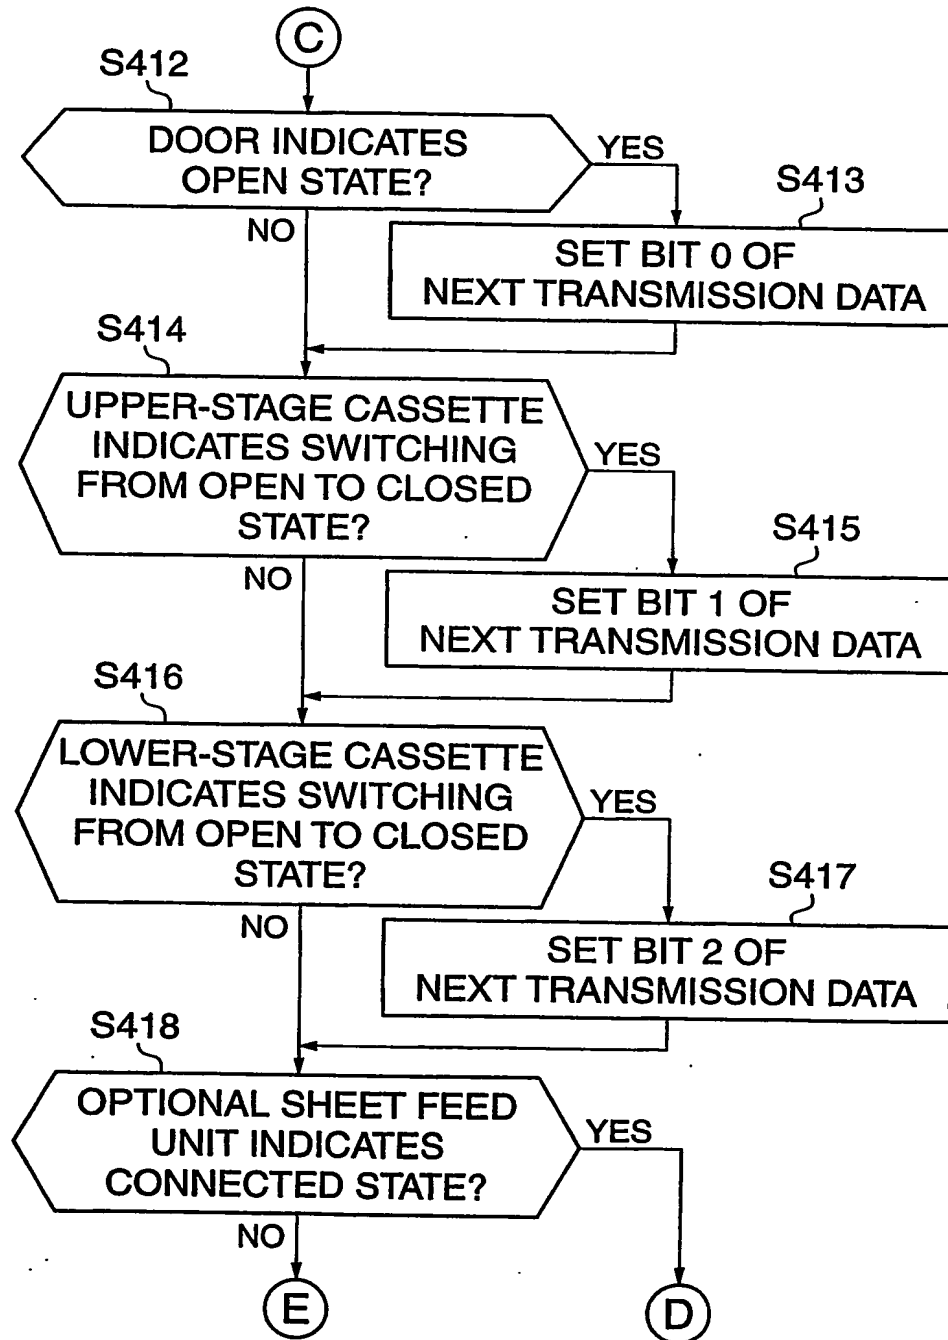 C
S412
DOOR INDICATES
OPEN STATE?
YES
NO
S413
SET BIT 0 OF
NEXT TRANSMISSION DATA
S414
UPPER-STAGE CASSETTE
INDICATES SWITCHING
FROM OPEN TO CLOSED
STATE?
YES
NO
S415
SET BIT 1 OF
NEXT TRANSMISSION DATA
S416
LOWER-STAGE CASSETTE
INDICATES SWITCHING
FROM OPEN TO CLOSED
STATE?
YES
NO
S417
SET BIT 2 OF
NEXT TRANSMISSION DATA
S418
OPTIONAL SHEET FEED
UNIT INDICATES
CONNECTED STATE?
YES
NO
E
D